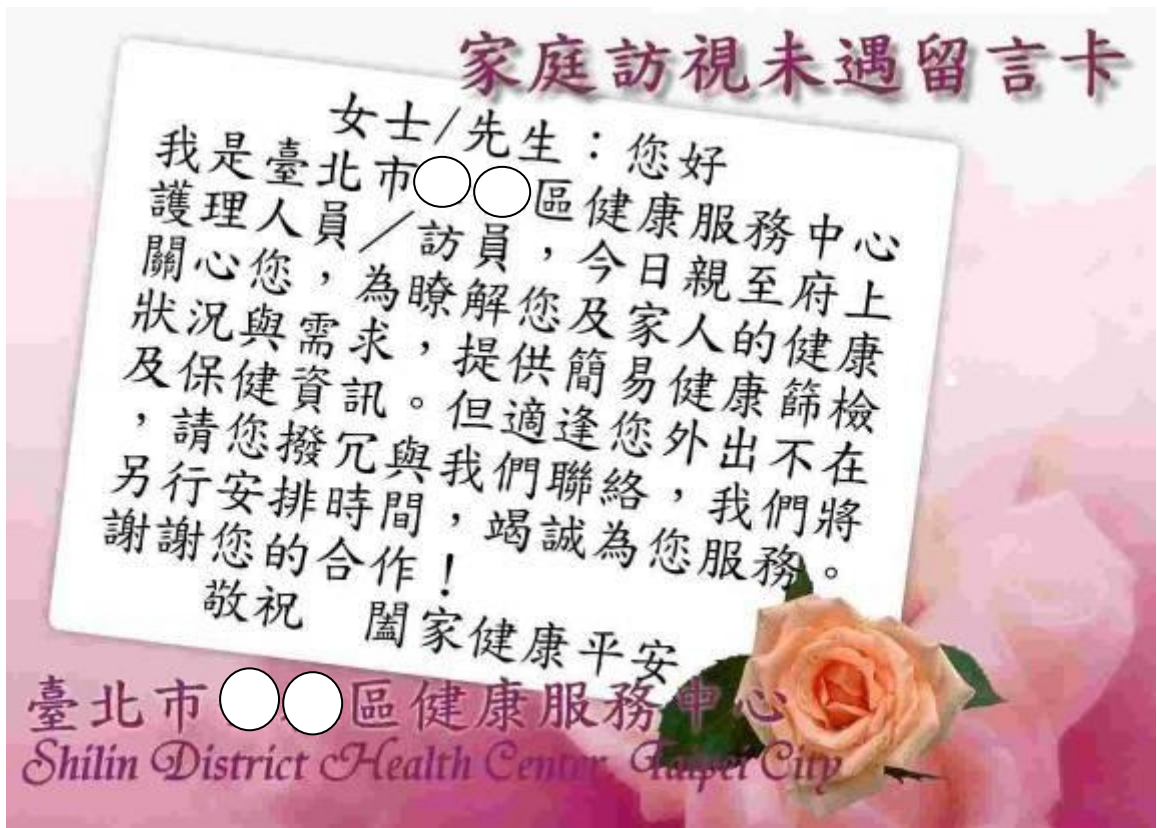 家庭訪視未遇留言卡
女士/先生：您好
我是臺北市○○區健康服務中心
護理人員／訪員，今日親至府上
關心您，為瞭解您及家人的健康
狀況與需求，提供簡易健康篩檢
及保健資訊。但適逢您外出不在
，請您撥冗與我們聯絡，我們將
另行安排時間，竭誠為您服務。
謝謝您的合作！
敬祝　闔家健康平安
臺北市○○區健康服務中心
Shilin District Health Center, Taipei City